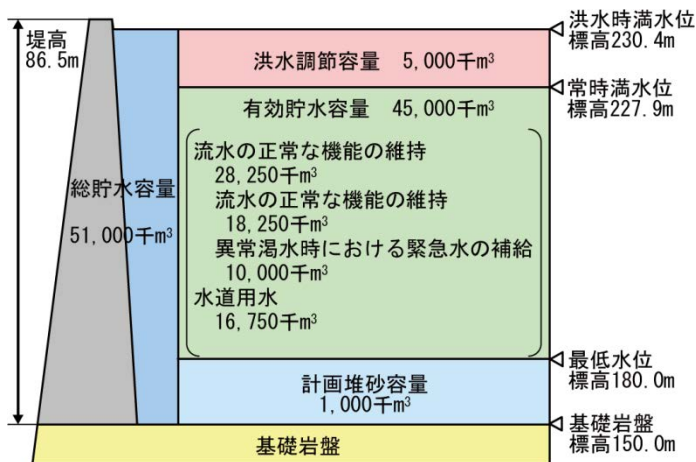 堤高
86.5m
洪水時満水位
標高230.4m
洪水調節容量 5,000千m³
常時満水位
標高227.9m
有効貯水容量 45,000千m³
流水の正常な機能の維持
28,250千m³
流水の正常な機能の維持
18,250千m³
異常渇水時における緊急水の補給
10,000千m³
水道用水
16,750千m³
総貯水容量
51,000千m³
最低水位
標高180.0m
計画堆砂容量
1,000千m³
基礎岩盤
標高150.0m
基礎岩盤